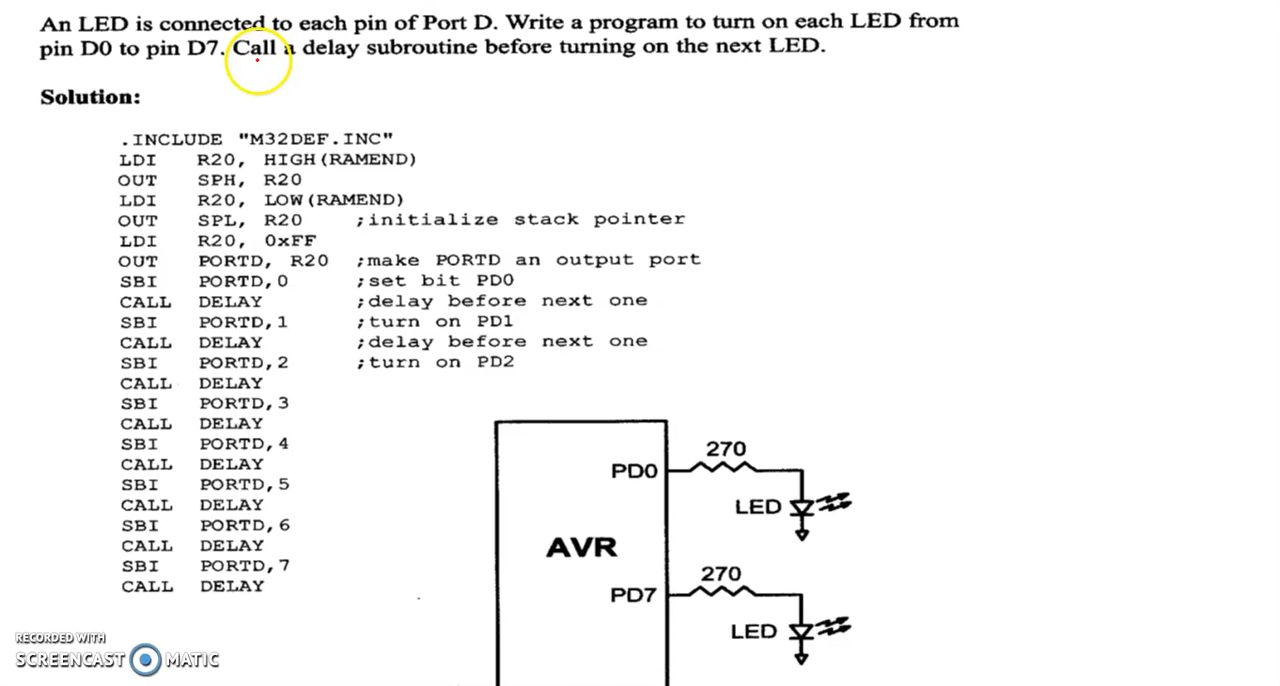 An LED is connected to each pin of Port D. Write a program to turn on each LED from
pin D0 to pin D7. Call a delay subroutine before turning on the next LED.
Solution:
.INCLUDE "M32DEF.INC"
LDI R20, HIGH(RAMEND)
OUT SPH, R20
LDI R20, LOW(RAMEND)
OUT SPL, R20 ;initialize stack pointer
LDI R20, 0xFF
OUT PORTD, R20 ;make PORTD an output port
SBI PORTD,0 ;set bit PD0
CALL DELAY ;delay before next one
SBI PORTD,1 ;turn on PD1
CALL DELAY ;delay before next one
SBI PORTD,2 ;turn on PD2
CALL DELAY
SBI PORTD,3
CALL DELAY
SBI PORTD,4
CALL DELAY
SBI PORTD,5
CALL DELAY
SBI PORTD,6
CALL DELAY
SBI PORTD,7
CALL DELAY
270
PD0
LED
AVR
270
PD7
LED
RECORDED WITH
SCREENCAST MATIC